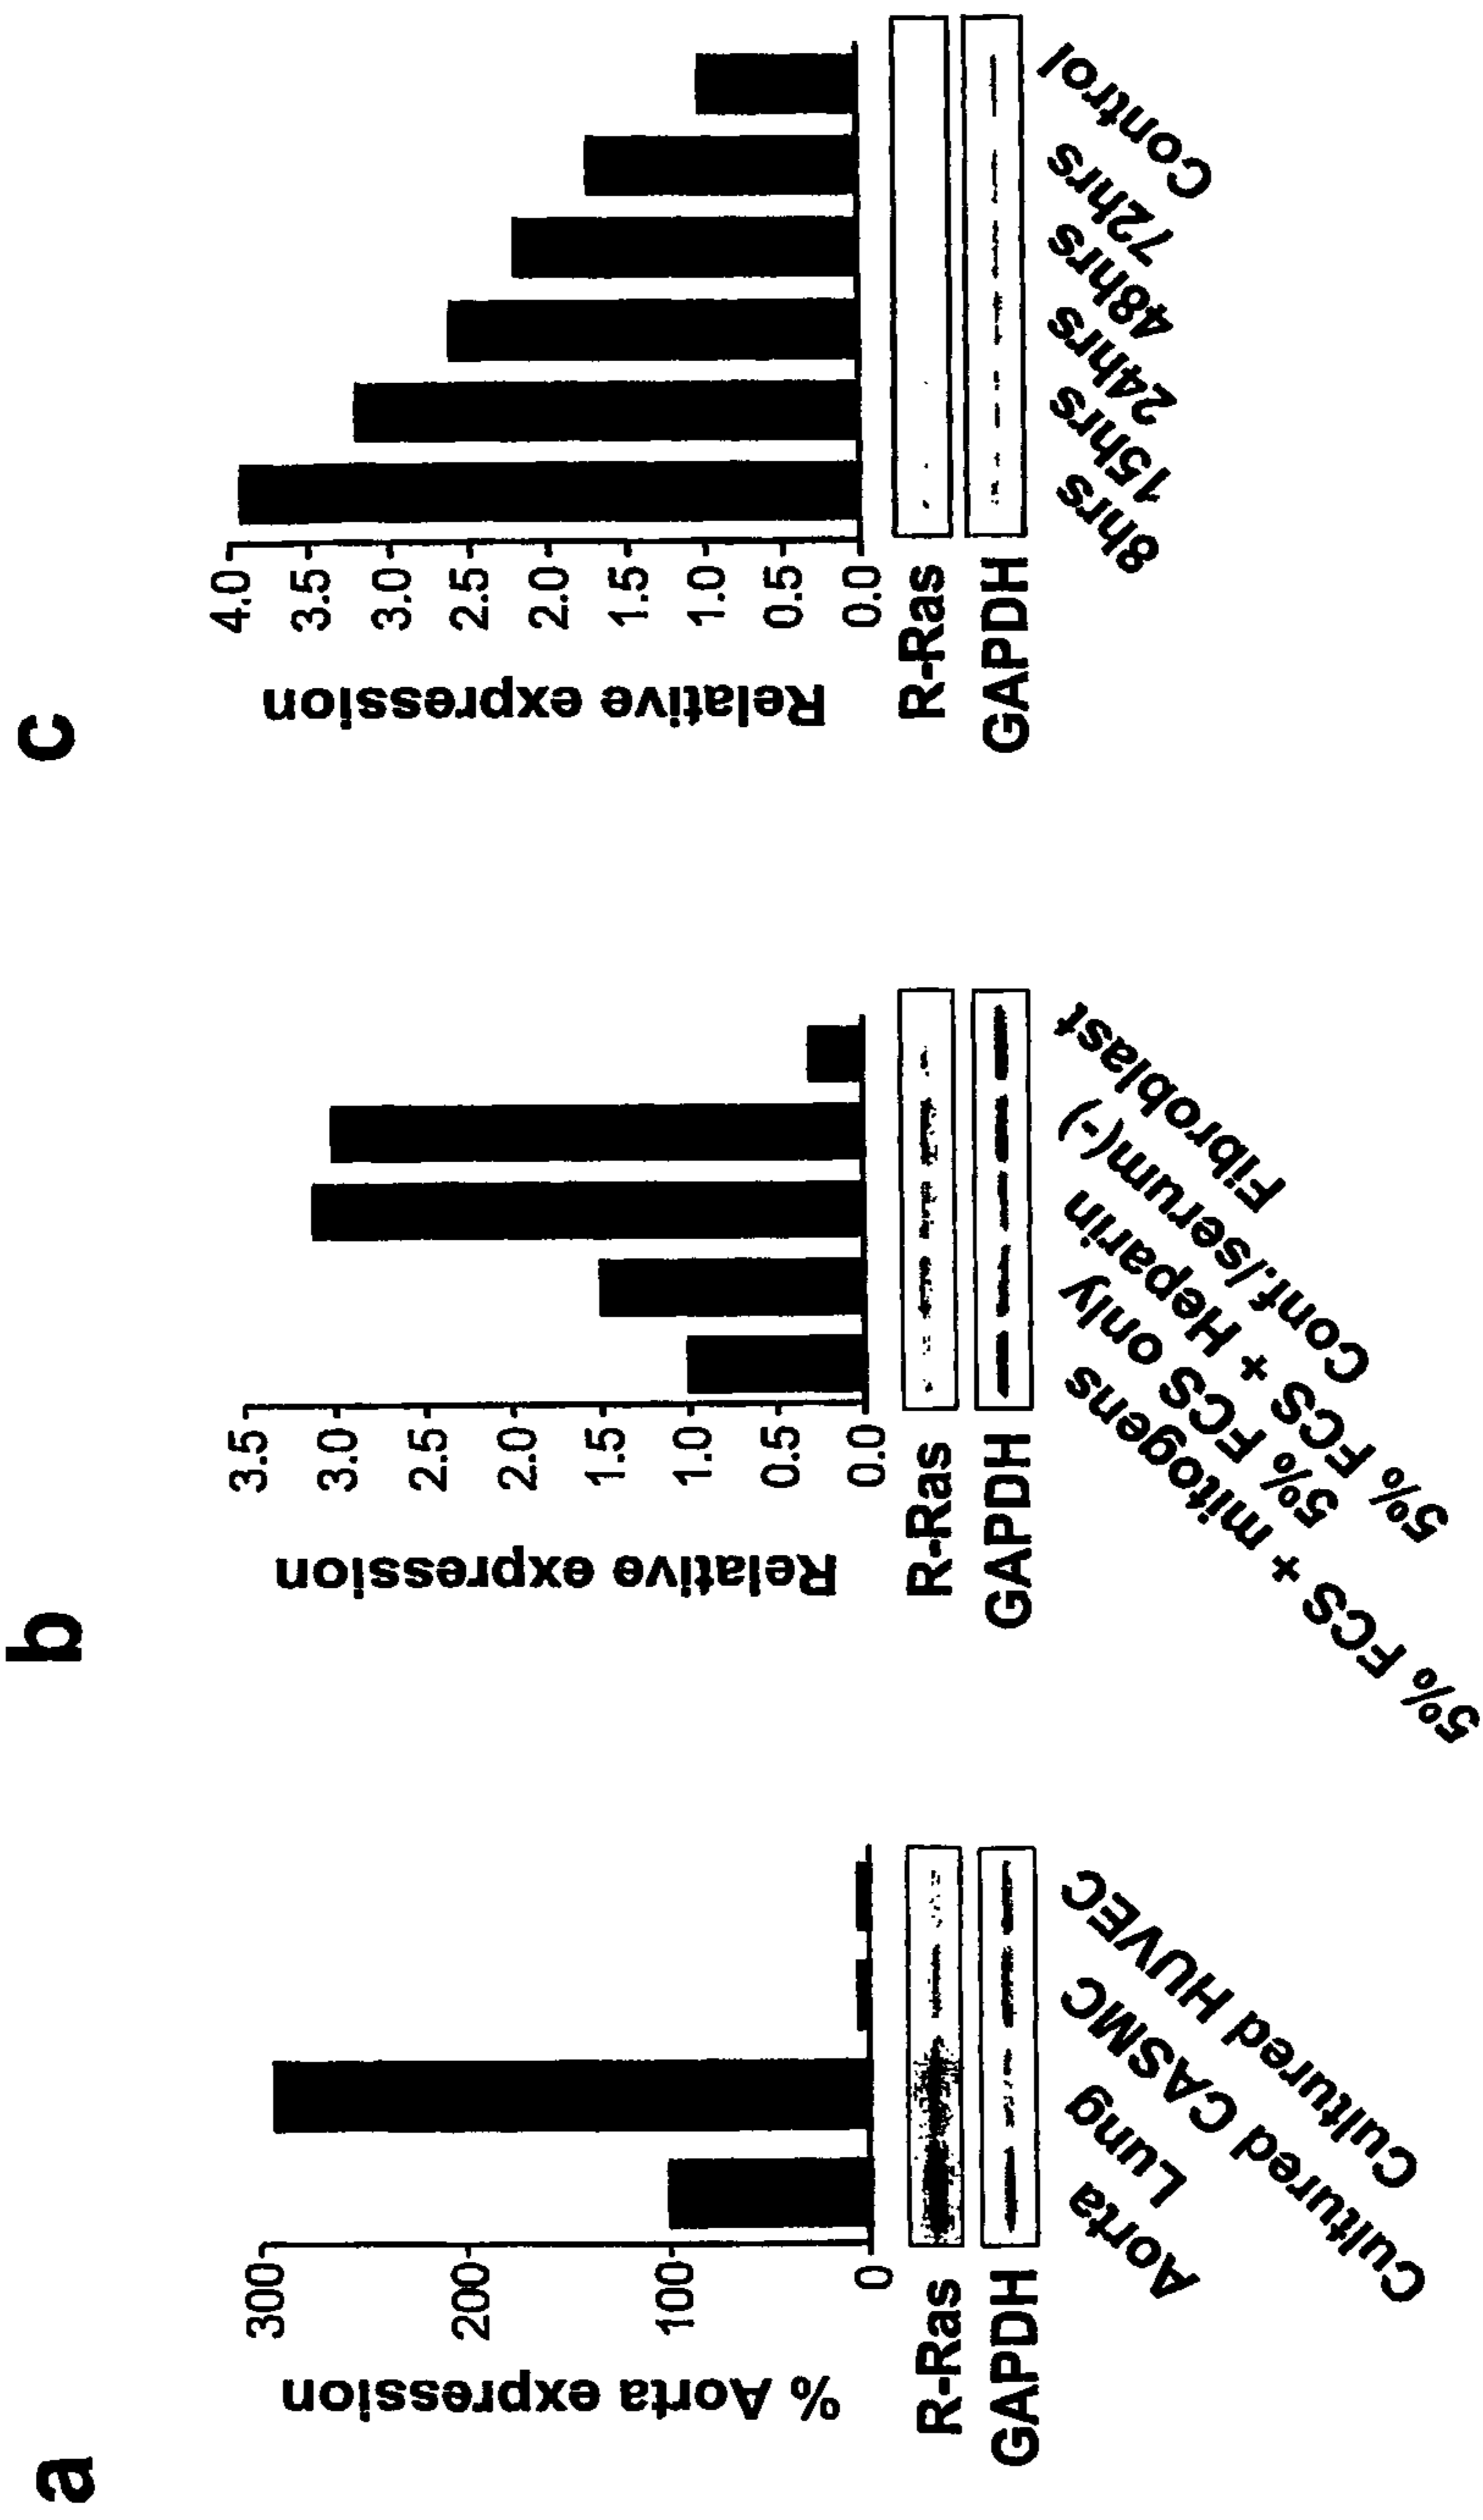 a
% Aorta expression
300
200
100
0
R-Ras
GAPDH
Aorta
Lung
Cultured CASMC
Cultured HUVEC
b
Relative expression
3.5
3.0
2.5
2.0
1.5
1.0
0.5
0.0
R-Ras
GAPDH
5% FCS + mitogens
5% FCS only
5% FCS + Heparin
Cont(serum/-)
Fibroblast
c
Relative expression
4.0
3.5
3.0
2.5
2.0
1.5
1.0
0.5
0.0
R-Ras
GAPDH
8hrs
15hrs
24hrs
48hrs
72hrs
Control